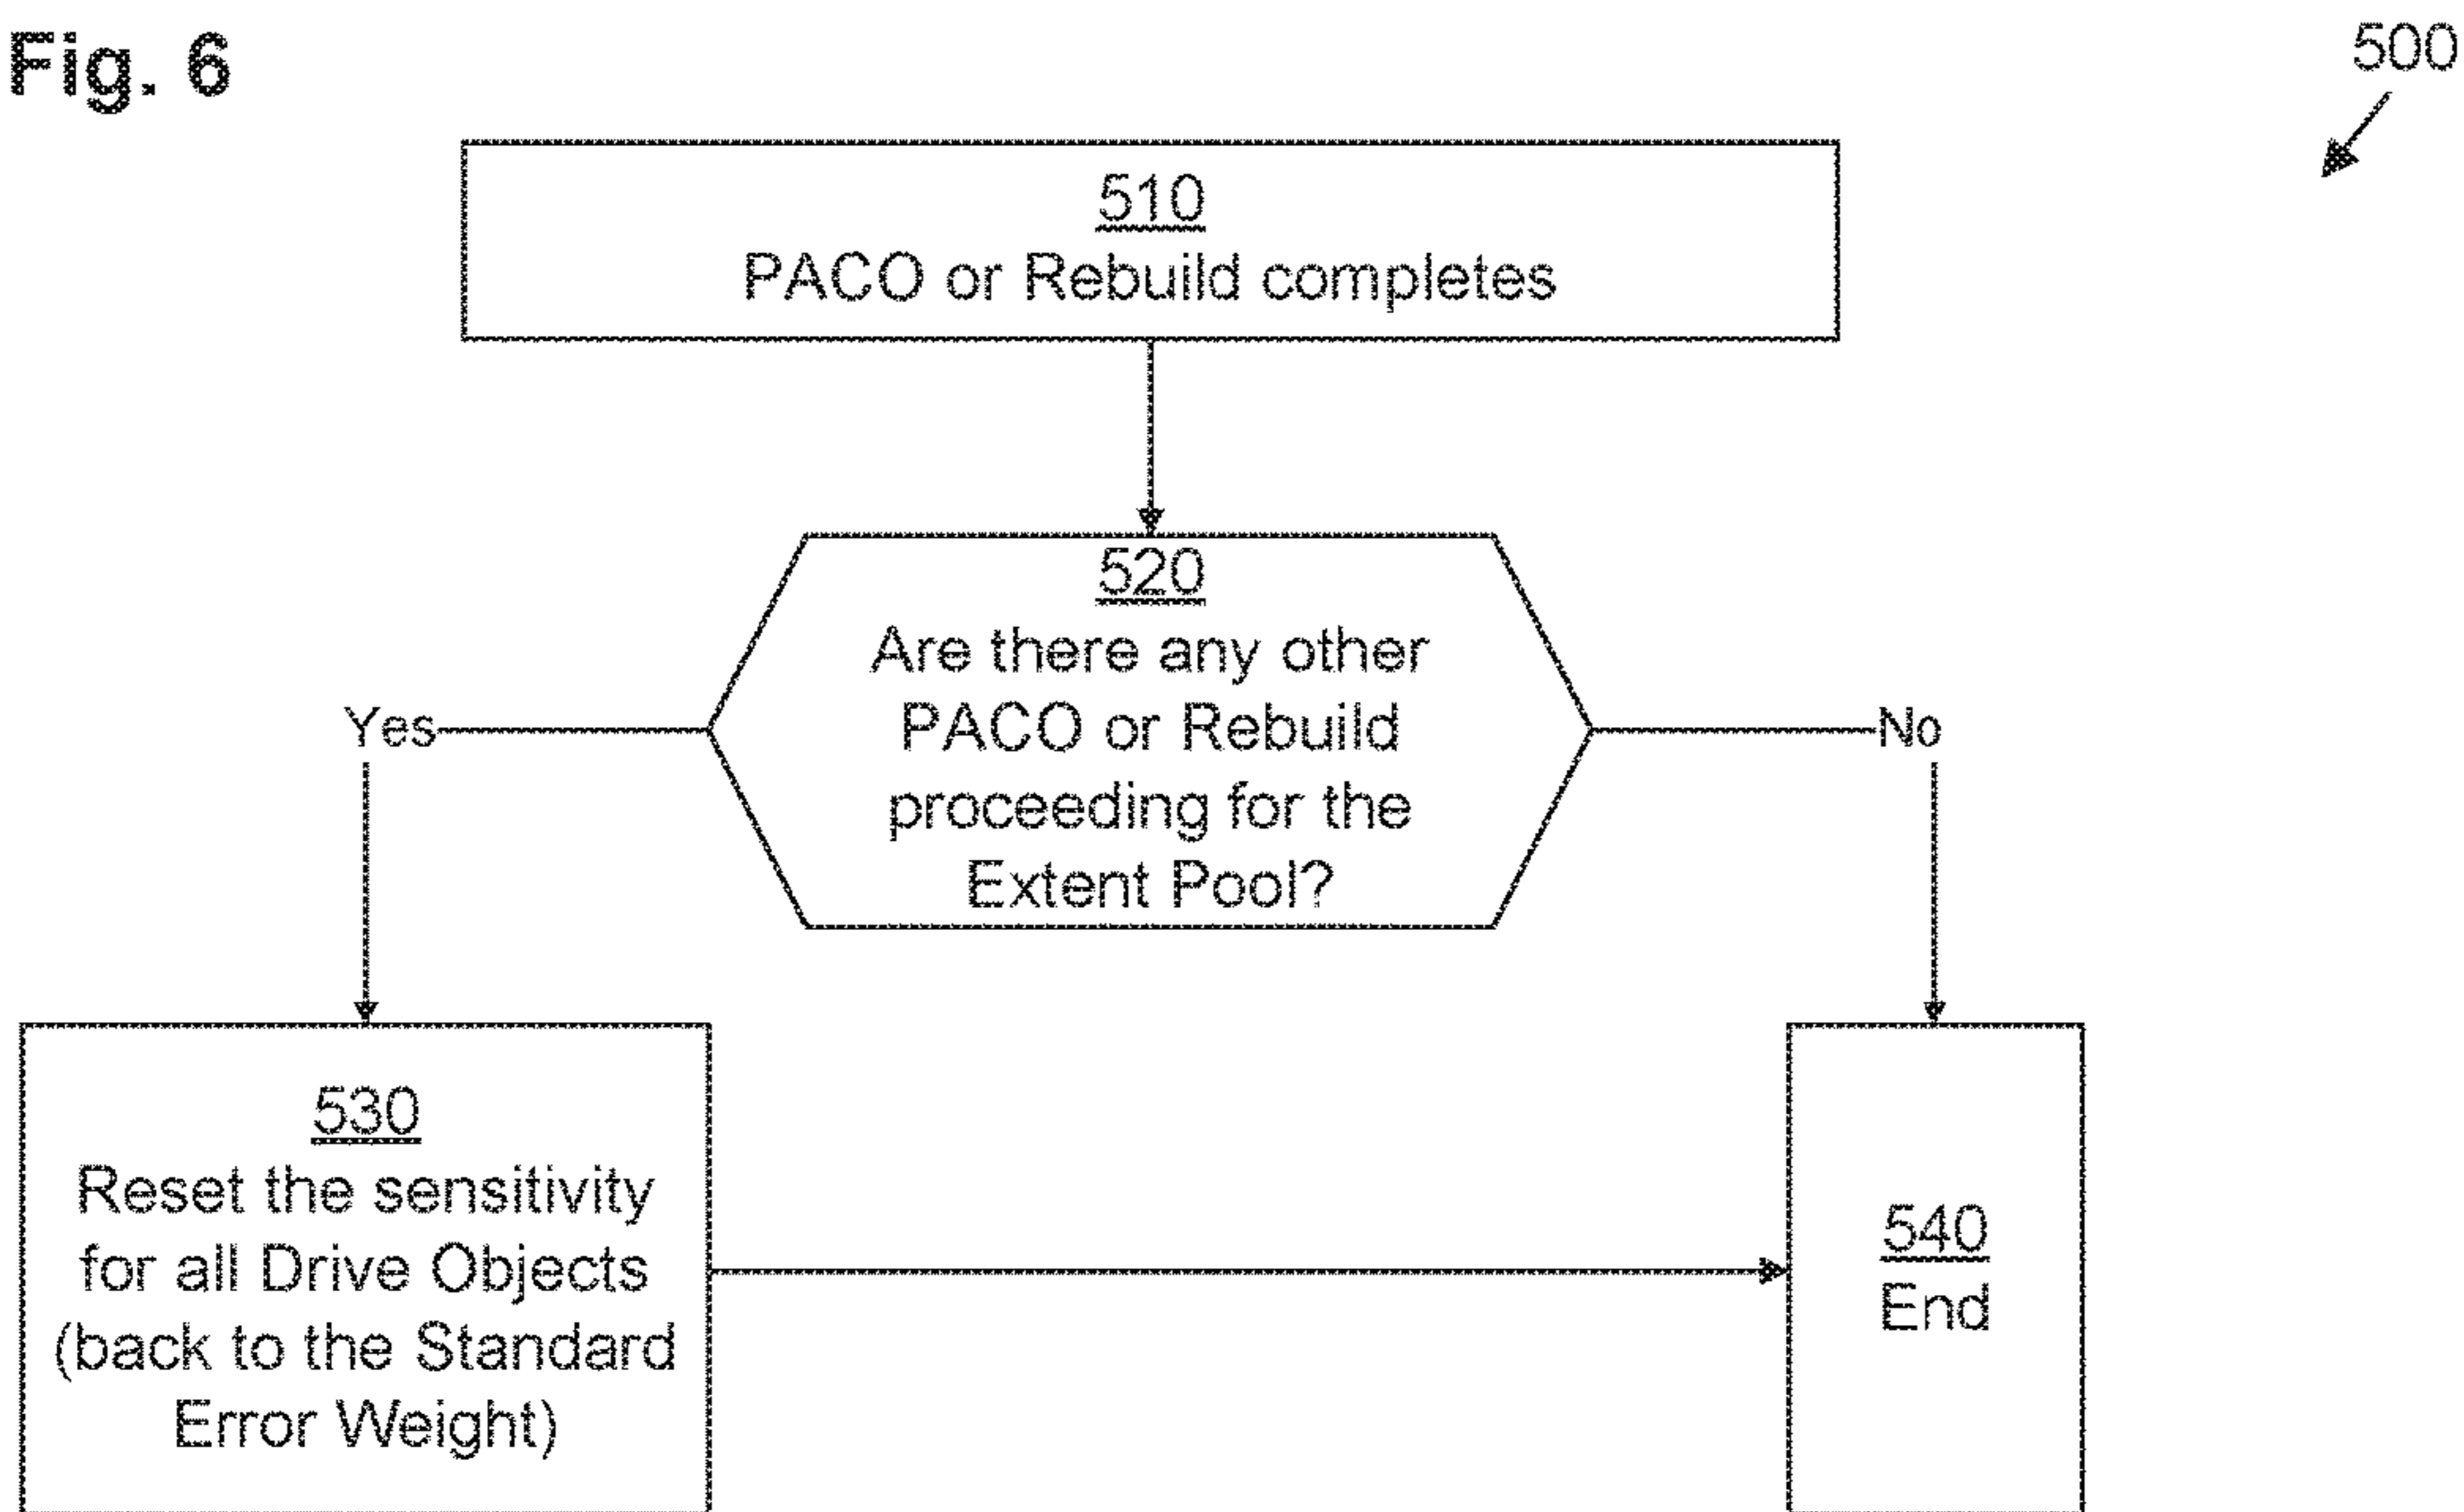 Fig. 6
500
510
PACO or Rebuild completes
520
Are there any other
PACO or Rebuild
proceeding for the
Extent Pool?
Yes
No
530
Reset the sensitivity
for all Drive Objects
(back to the Standard
Error Weight)
540
End